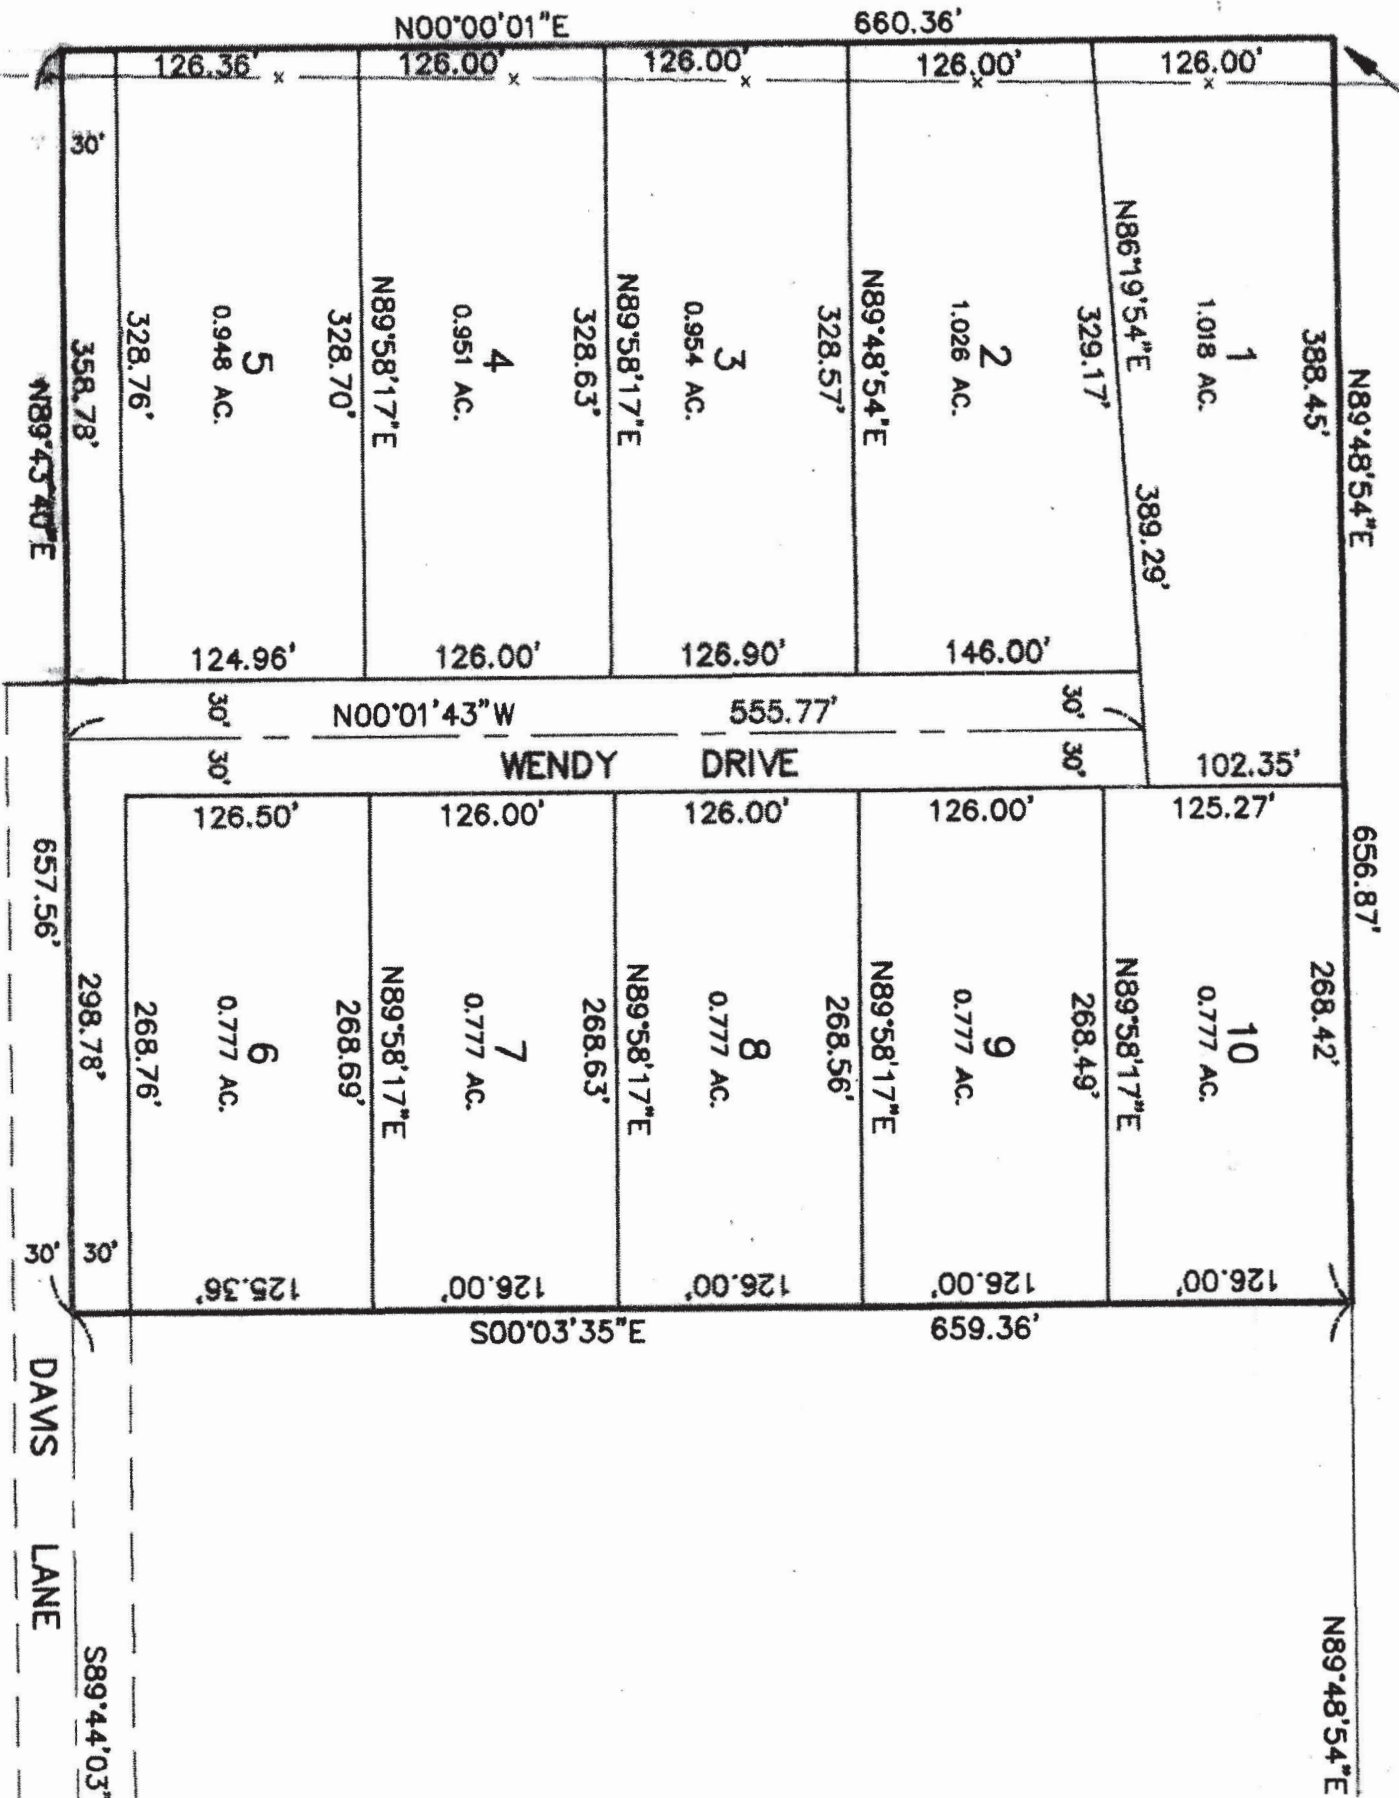 N00°00'01"E 660.36'
126.36' 126.00' 126.00' 126.00' 126.00'
30'
N89°48'54"E
656.87'
388.45'
1
1.018 AC.
N86°19'54"E
389.29'
329.17'
2
1.026 AC.
N89°48'54"E
328.57'
3
0.954 AC.
N89°58'17"E
328.63'
4
0.951 AC.
N89°58'17"E
328.70'
5
0.948 AC.
328.76'
358.78'
N89°43'40"E
657.56'
124.96' 126.00' 126.90' 146.00'
30' N00°01'43"W 555.77' 30'
30' WENDY DRIVE 30'
102.35'
126.50' 126.00' 126.00' 126.00' 125.27'
268.42'
10
0.777 AC.
N89°58'17"E
268.49'
9
0.777 AC.
N89°58'17"E
268.56'
8
0.777 AC.
N89°58'17"E
268.63'
7
0.777 AC.
N89°58'17"E
268.69'
6
0.777 AC.
268.76'
298.78'
30' 30'
125.36' 126.00' 126.00' 126.00' 126.00'
S00°03'35"E 659.36'
DAVIS LANE
S89°44'03"
N89°48'54"E